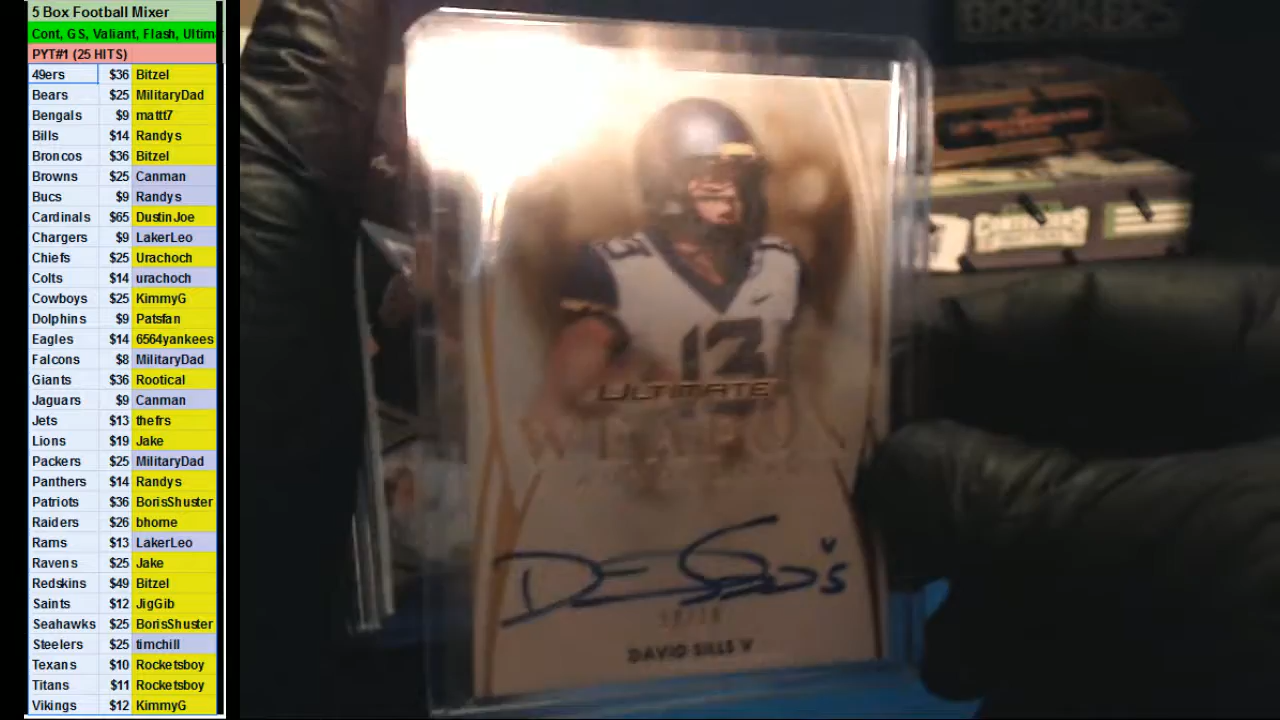 5 Box Football Mixer
Cont, GS, Valiant, Flash, Ultim
PYT#1 (25 HITS)
49ers $36 Bitzel
Bears $25 MilitaryDad
Bengals $9 mattt7
Bills $14 Randys
Broncos $36 Bitzel
Browns $25 Canman
Bucs $9 Randys
Cardinals $65 DustinJoe
Chargers $9 LakerLeo
Chiefs $25 Urachoch
Colts $14 urachoch
Cowboys $25 KimmyG
Dolphins $9 Patsfan
Eagles $14 6564yankees
Falcons $8 MilitaryDad
Giants $36 Rootical
Jaguars $9 Canman
Jets $13 thefrs
Lions $19 Jake
Packers $25 MilitaryDad
Panthers $14 Randys
Patriots $36 BorisShuster
Raiders $26 bhome
Rams $13 LakerLeo
Ravens $25 Jake
Redskins $49 Bitzel
Saints $12 JigGib
Seahawks $25 BorisShuster
Steelers $25 timchill
Texans $10 Rocketsboy
Titans $11 Rocketsboy
Vikings $12 KimmyG
BREAKERS
CONTENDERS
13
13
ULTIMATE
WEAPON
DAVID SILLS V